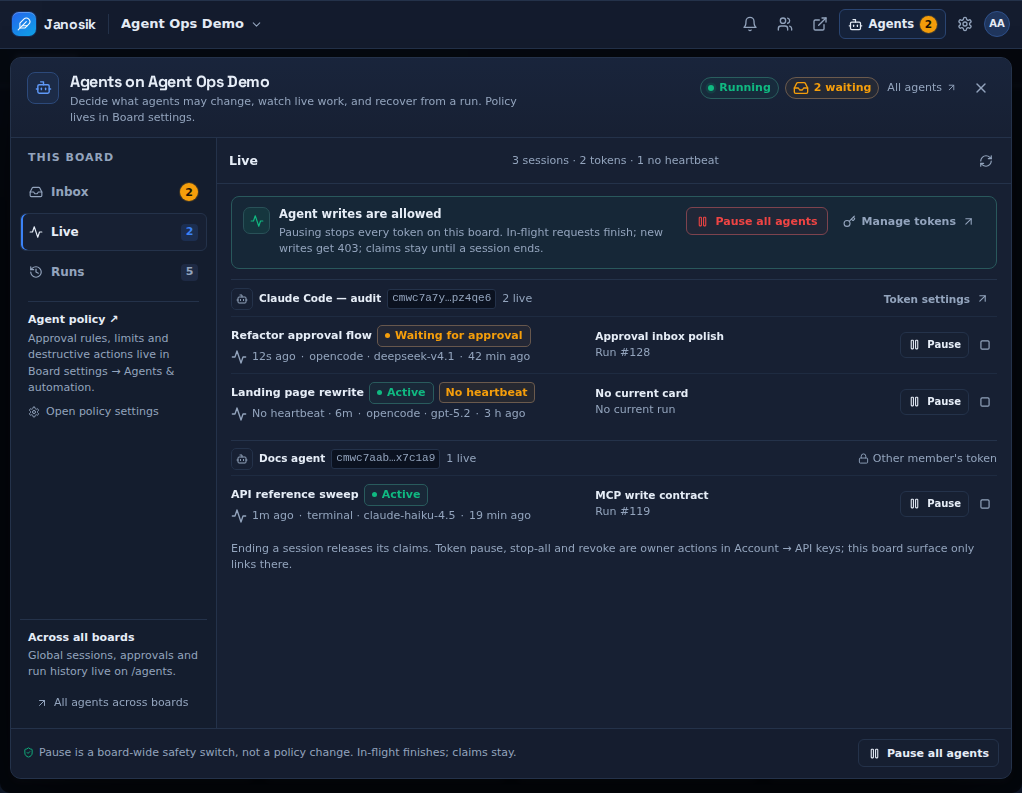 Janosik
Agent Ops Demo
Agents 2
AA
Agents on Agent Ops Demo
Decide what agents may change, watch live work, and recover from a run. Policy
lives in Board settings.
Running
2 waiting
All agents ↗
THIS BOARD
Inbox 2
Live 2
Runs 5
Agent policy ↗
Approval rules, limits and
destructive actions live in
Board settings → Agents &
automation.
Open policy settings
Across all boards
Global sessions, approvals and
run history live on /agents.
↗ All agents across boards
Live
3 sessions · 2 tokens · 1 no heartbeat
Agent writes are allowed
Pausing stops every token on this board. In-flight requests finish; new
writes get 403; claims stay until a session ends.
Pause all agents
Manage tokens ↗
Claude Code — audit cmwc7a7y…pz4qe6 2 live
Token settings ↗
Refactor approval flow Waiting for approval
12s ago · opencode · deepseek-v4.1 · 42 min ago
Approval inbox polish
Run #128
Pause
Landing page rewrite Active No heartbeat
No heartbeat · 6m · opencode · gpt-5.2 · 3 h ago
No current card
No current run
Pause
Docs agent cmwc7aab…x7c1a9 1 live
Other member's token
API reference sweep Active
1m ago · terminal · claude-haiku-4.5 · 19 min ago
MCP write contract
Run #119
Pause
Ending a session releases its claims. Token pause, stop-all and revoke are owner actions in Account → API keys; this board surface only
links there.
Pause is a board-wide safety switch, not a policy change. In-flight finishes; claims stay.
Pause all agents